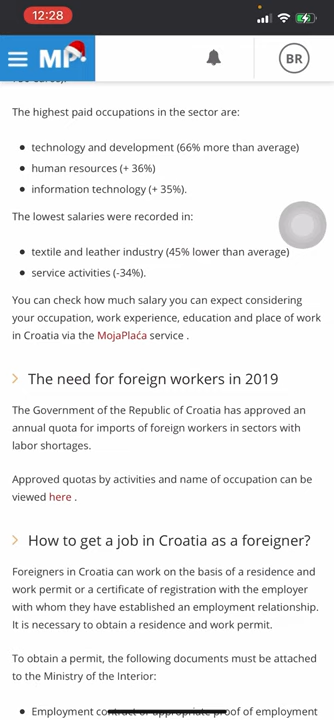 12:28
MP
BR
The highest paid occupations in the sector are:
technology and development (66% more than average)
human resources (+ 36%)
information technology (+ 35%).
The lowest salaries were recorded in:
textile and leather industry (45% lower than average)
service activities (-34%).
You can check how much salary you can expect considering
your occupation, work experience, education and place of work
in Croatia via the MojaPlaća service .
The need for foreign workers in 2019
The Government of the Republic of Croatia has approved an
annual quota for imports of foreign workers in sectors with
labor shortages.
Approved quotas by activities and name of occupation can be
viewed here .
How to get a job in Croatia as a foreigner?
Foreigners in Croatia can work on the basis of a residence and
work permit or a certificate of registration with the employer
with whom they have established an employment relationship.
It is necessary to obtain a residence and work permit.
To obtain a permit, the following documents must be attached
to the Ministry of the Interior:
Employment contract or appropriate proof of employment